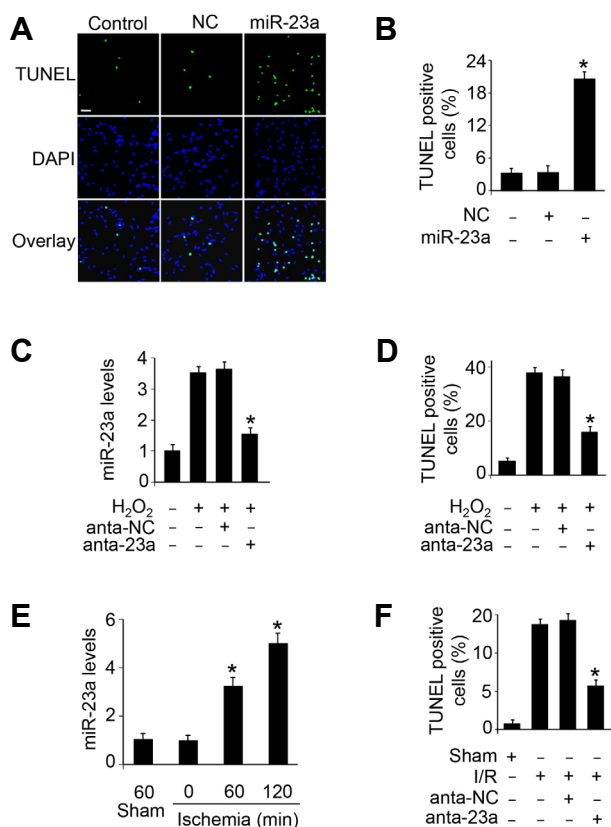 A
Control NC miR-23a
TUNEL
DAPI
Overlay
B
TUNEL positive
cells (%)
24
18
12
6
0
NC – + –
miR-23a – – +
*
C
miR-23a levels
4
3
2
1
0
*
H2O2 – + + +
anta-NC – – + –
anta-23a – – – +
D
TUNEL positive
cells (%)
40
20
0
*
H2O2 – + + +
anta-NC – – + –
anta-23a – – – +
E
miR-23a levels
6
4
2
0
* *
60 0 60 120
Sham Ischemia (min)
F
TUNEL positive
cells (%)
20
15
5
0
*
Sham + – – –
I/R – + + +
anta-NC – – + –
anta-23a – – – +